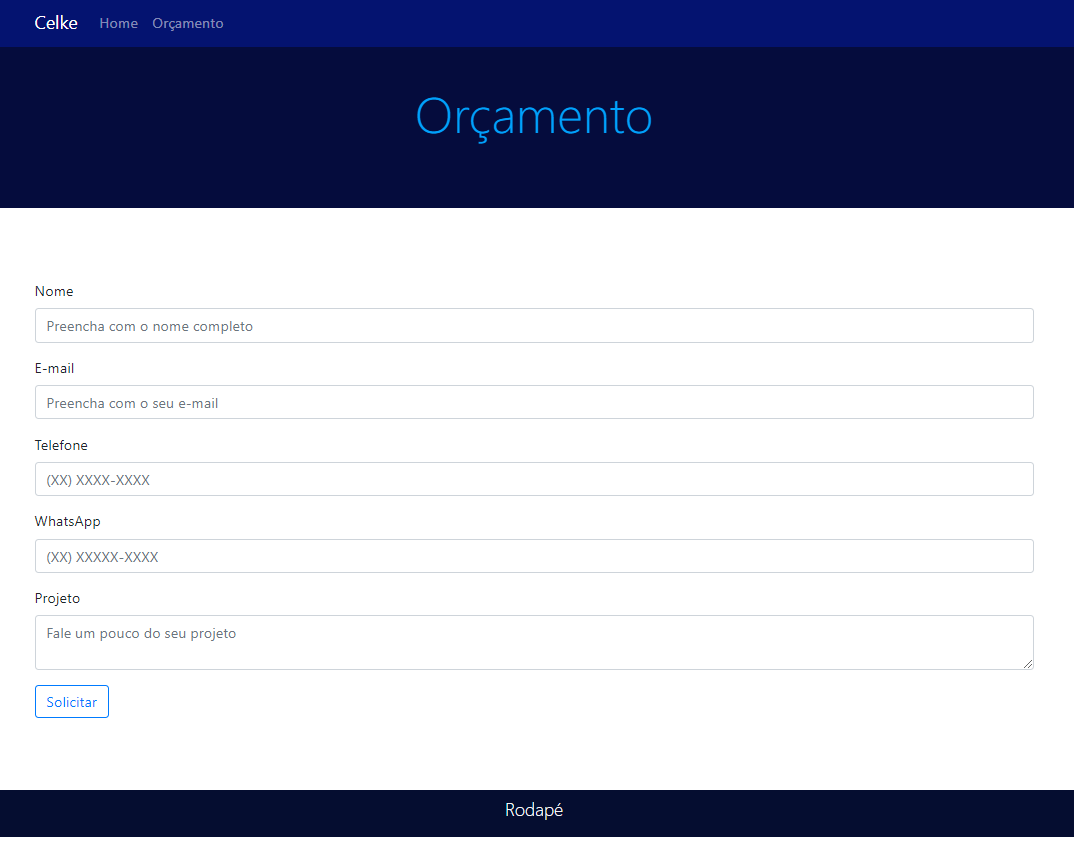 Celke Home Orçamento
Orçamento
Nome
Preencha com o nome completo
E-mail
Preencha com o seu e-mail
Telefone
(XX) XXXX-XXXX
WhatsApp
(XX) XXXXX-XXXX
Projeto
Fale um pouco do seu projeto
Solicitar
Rodapé